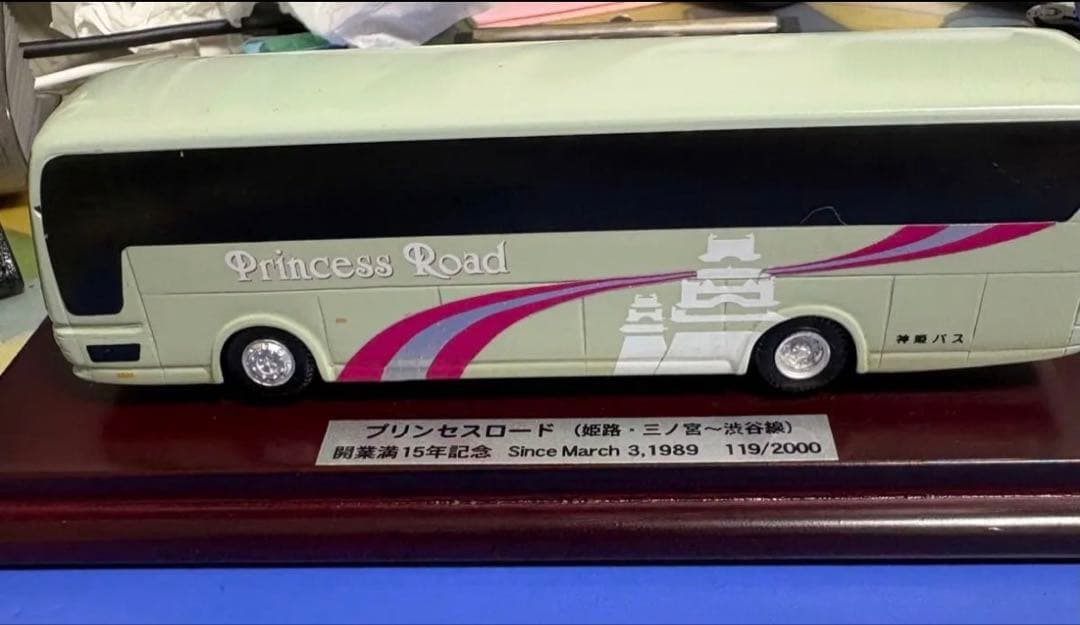 Princess Road
神姫バス
プリンセスロード (姫路・三ノ宮～渋谷線)
開業満15年記念 Since March 3,1989 119/2000